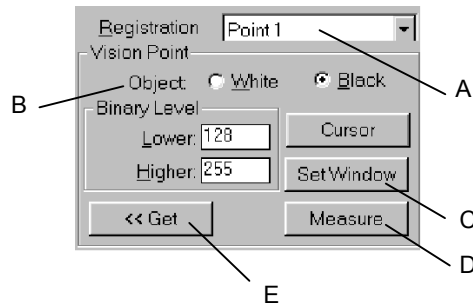 Registration Point 1
Vision Point
Object: White Black
Binary Level
Lower: 128
Cursor
Higher: 255
Set Window
<< Get
Measure
A
B
C
D
E